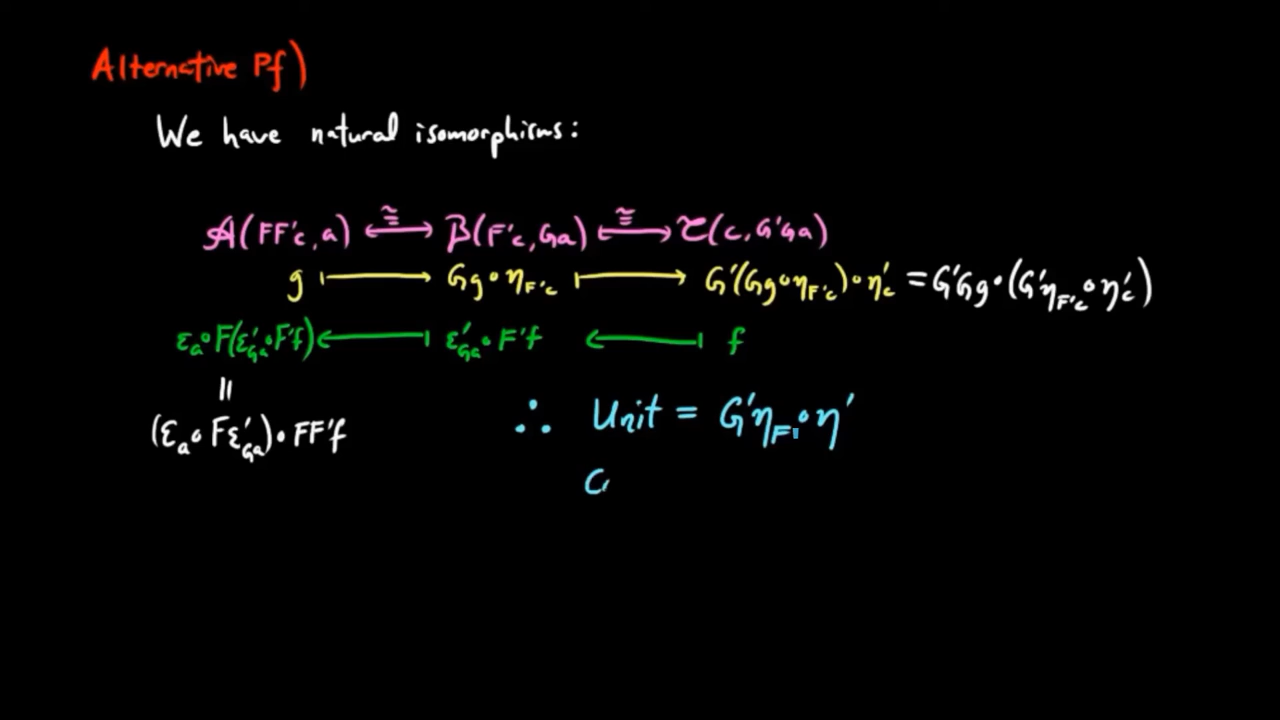 Alternative Pf)
We have natural isomorphisms:
𝒜(FF'c, a) ≅⟷ ℬ(F'c, Ga) ≅⟷ 𝒞(c, G'Ga)
g ⟼ Gg∘η_{F'c} ⟼ G'(Gg∘η_{F'c})∘η'_c = G'Gg∘(G'η_{F'c}∘η'_c)
ε_a∘F(ε'_{Ga}∘F'f) ⟻ ε'_{Ga}∘F'f ⟻ f
=
(ε_a∘Fε'_{Ga})∘FF'f
∴ Unit = G'η_{F'}∘η'
C